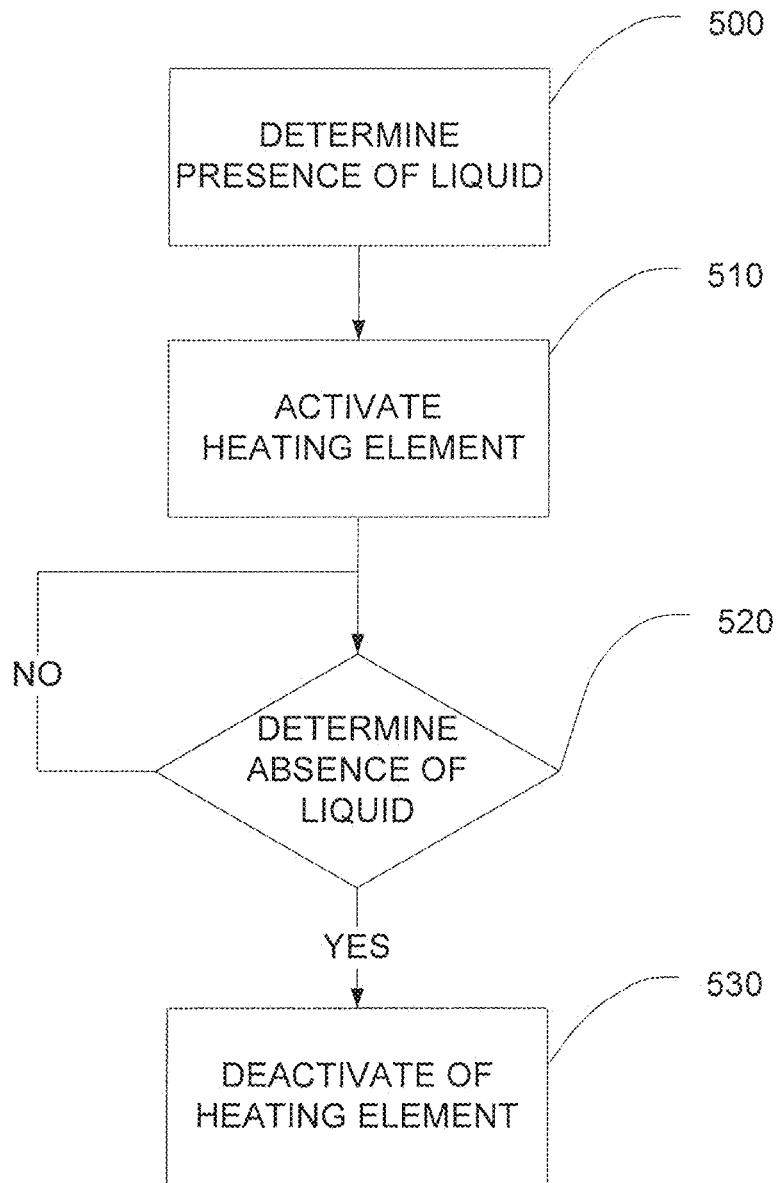 500
DETERMINE
PRESENCE OF LIQUID
510
ACTIVATE
HEATING ELEMENT
520
NO
DETERMINE
ABSENCE OF
LIQUID
YES
530
DEACTIVATE OF
HEATING ELEMENT